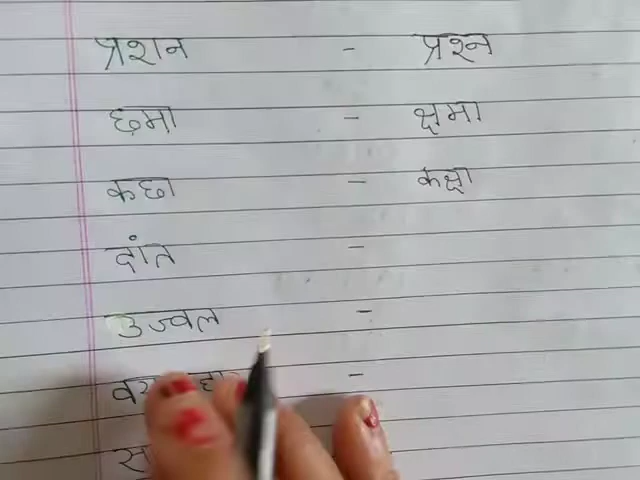 प्रशन - प्रश्न
छमा - क्षमा
कछा - कक्षा
दांत -
उज्वल -
-